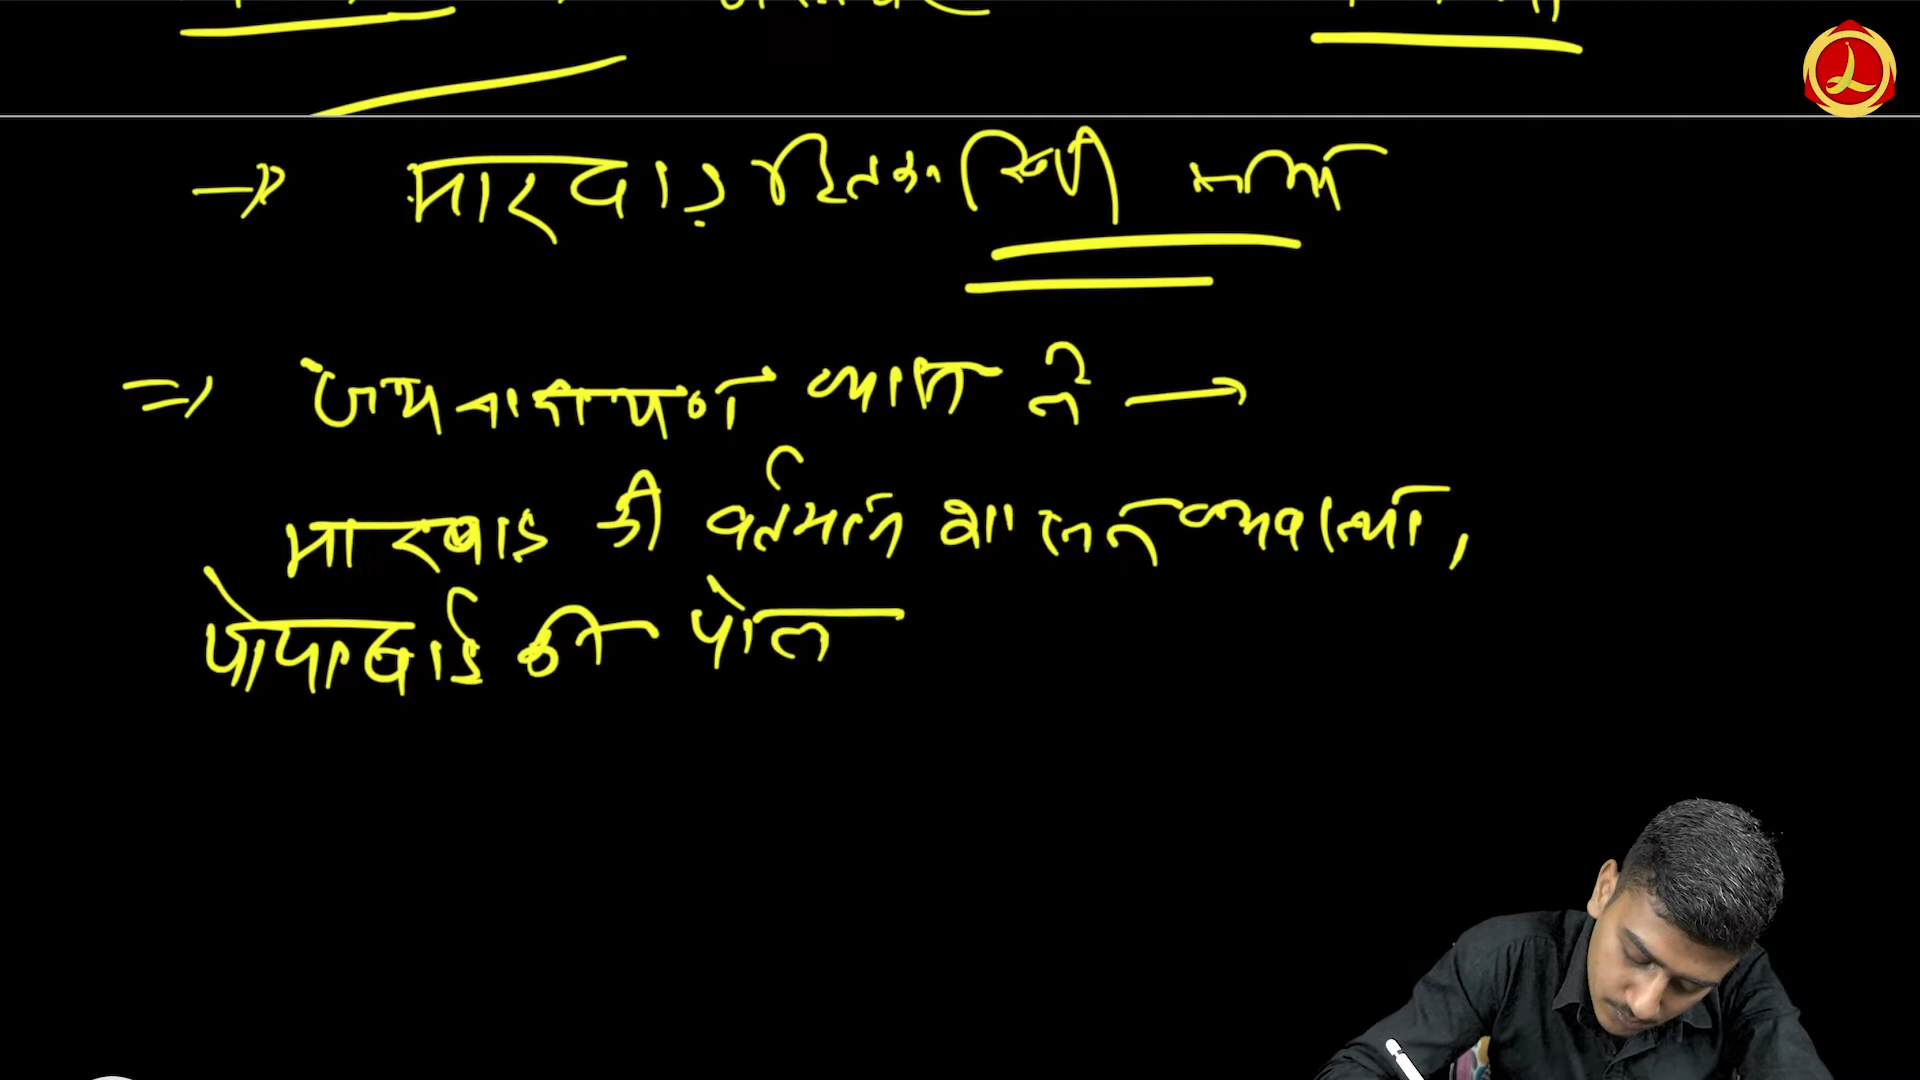 → मारवाड़ हितकारिणी सभा
⇒ जयनारायण व्यास ने →
मारवाड की वर्तमान शासन व्यवस्था,
पोपाबाई की पोल